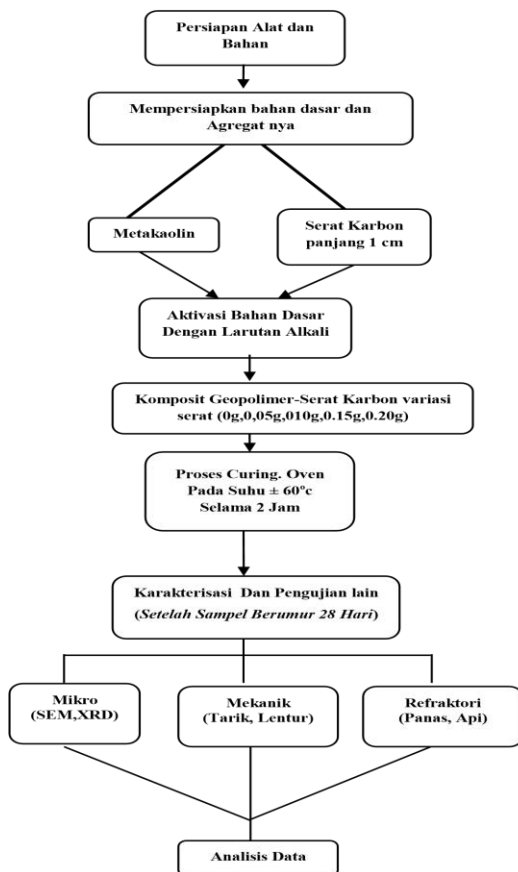 Persiapan Alat dan
Bahan
Mempersiapkan bahan dasar dan
Agregat nya
Metakaolin
Serat Karbon
panjang 1 cm
Aktivasi Bahan Dasar
Dengan Larutan Alkali
Komposit Geopolimer-Serat Karbon variasi
serat (0g,0,05g,010g,0.15g,0.20g)
Proses Curing. Oven
Pada Suhu ± 60ºc
Selama 2 Jam
Karakterisasi Dan Pengujian lain
(Setelah Sampel Berumur 28 Hari)
Mikro
(SEM,XRD)
Mekanik
(Tarik, Lentur)
Refraktori
(Panas, Api)
Analisis Data